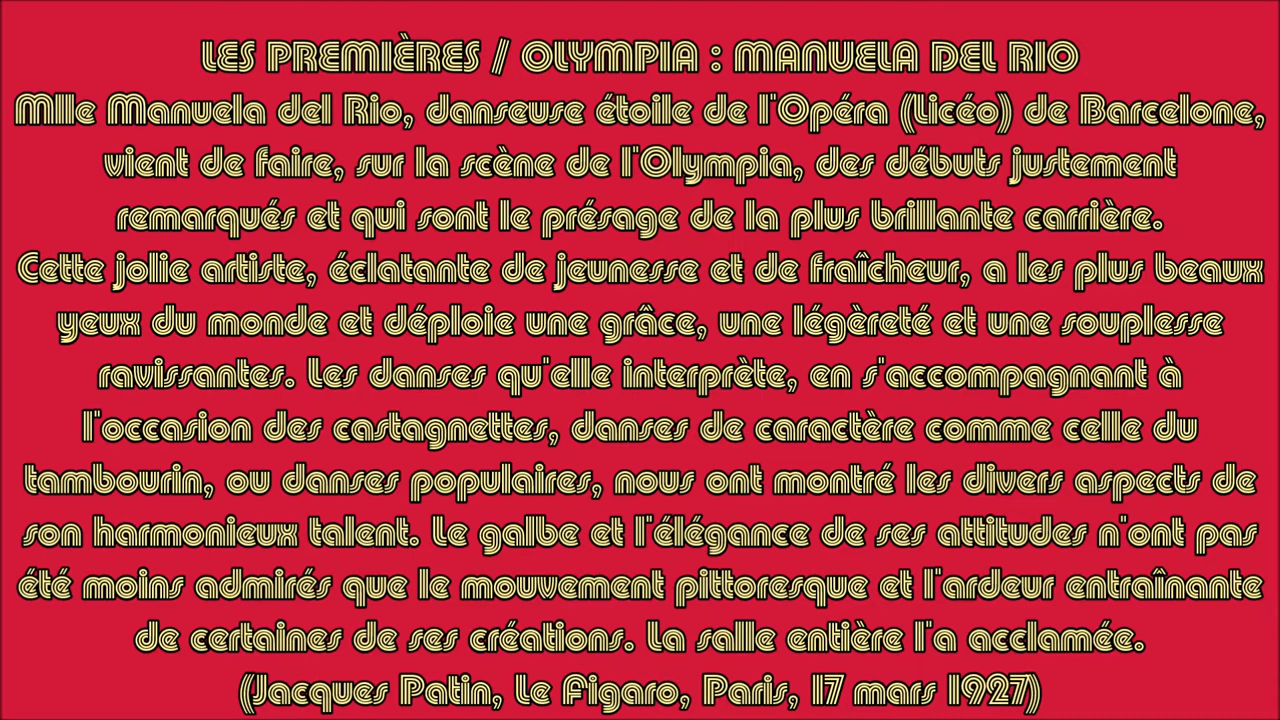 LES PREMIÈRES / OLYMPIA : MANUELA DEL RIO
Mlle Manuela del Rio, danseuse étoile de l'Opéra (Licéo) de Barcelone,
vient de faire, sur la scène de l'Olympia, des débuts justement
remarqués et qui sont le présage de la plus brillante carrière.
Cette jolie artiste, éclatante de jeunesse et de fraîcheur, a les plus beaux
yeux du monde et déploie une grâce, une légèreté et une souplesse
ravissantes. Les danses qu'elle interprète, en s'accompagnant à
l'occasion des castagnettes, danses de caractère comme celle du
tambourin, ou danses populaires, nous ont montré les divers aspects de
son harmonieux talent. Le galbe et l'élégance de ses attitudes n'ont pas
été moins admirés que le mouvement pittoresque et l'ardeur entraînante
de certaines de ses créations. La salle entière l'a acclamée.
(Jacques Patin, Le Figaro, Paris, 17 mars 1927)